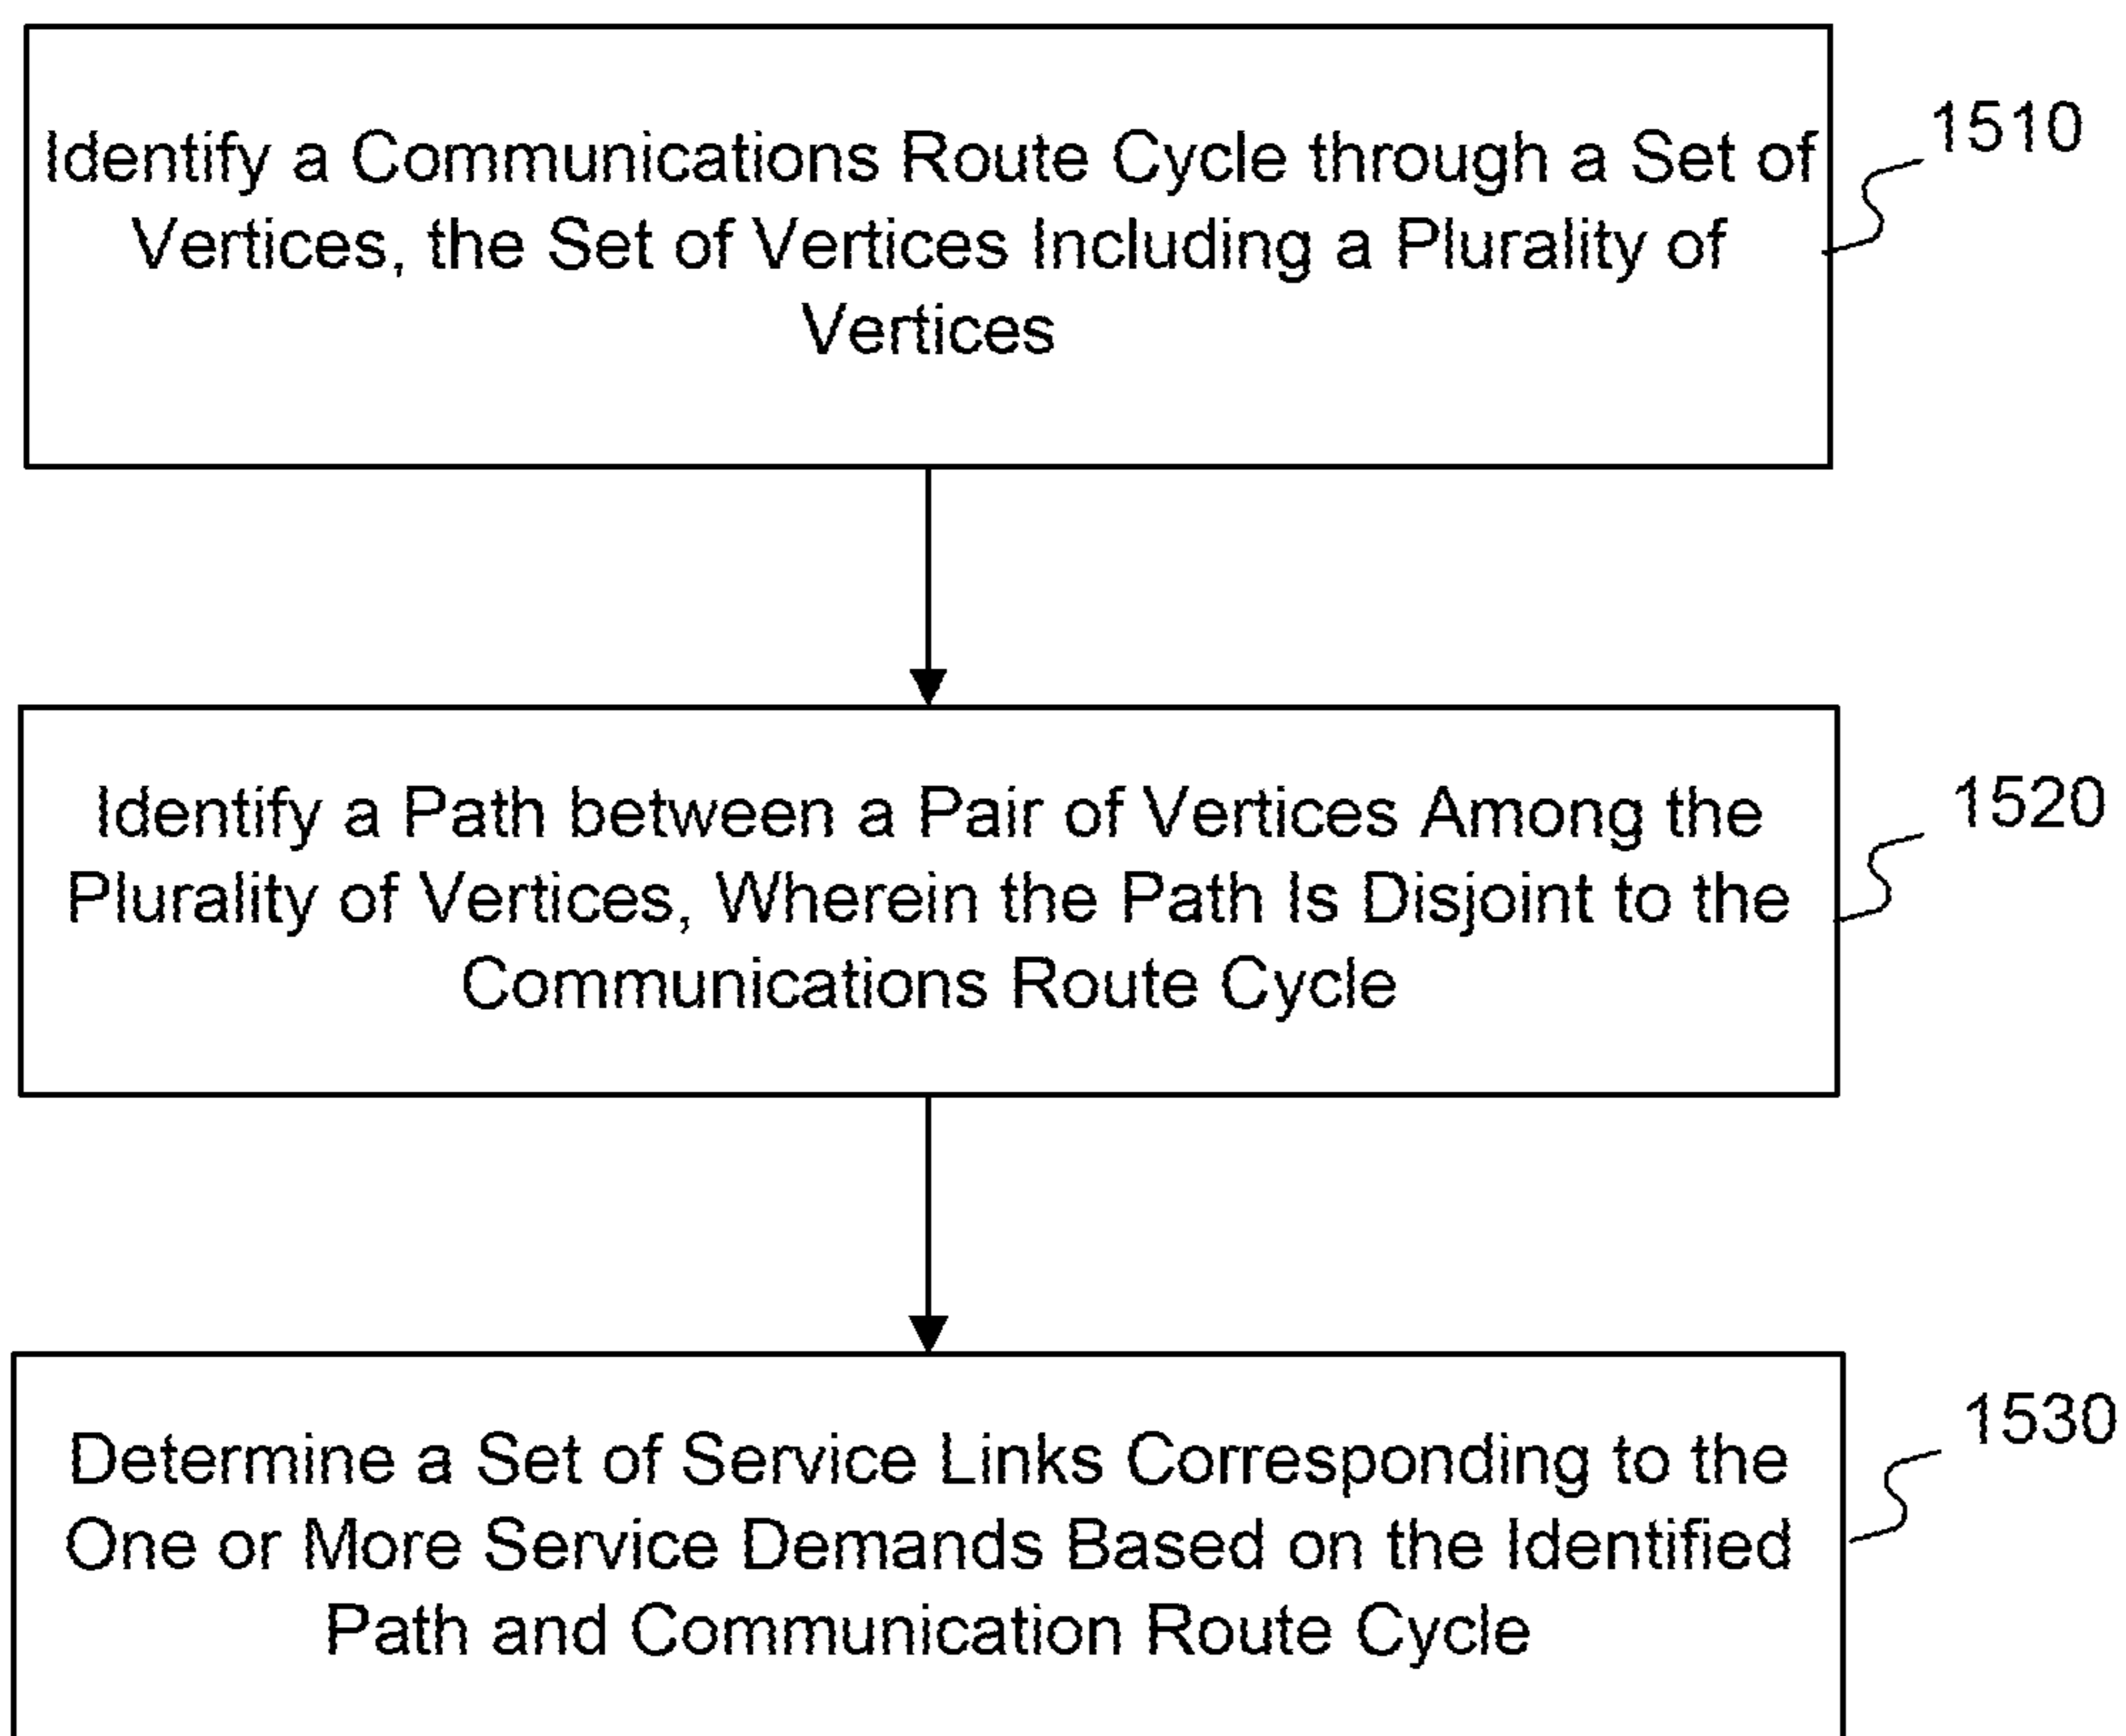 Identify a Communications Route Cycle through a Set of
Vertices, the Set of Vertices Including a Plurality of
Vertices
1510
Identify a Path between a Pair of Vertices Among the
Plurality of Vertices, Wherein the Path Is Disjoint to the
Communications Route Cycle
1520
Determine a Set of Service Links Corresponding to the
One or More Service Demands Based on the Identified
Path and Communication Route Cycle
1530